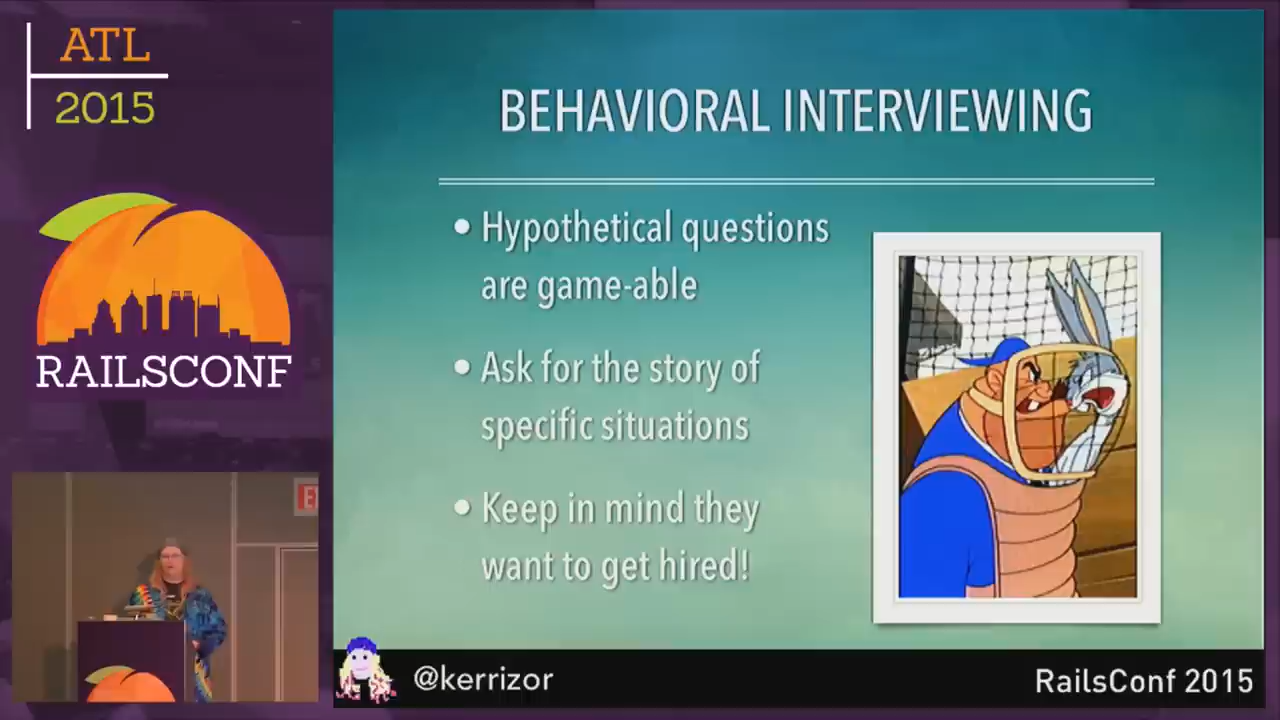 ATL
2015
RAILSCONF
BEHAVIORAL INTERVIEWING
• Hypothetical questions
are game-able
• Ask for the story of
specific situations
• Keep in mind they
want to get hired!
@kerrizor
RailsConf 2015